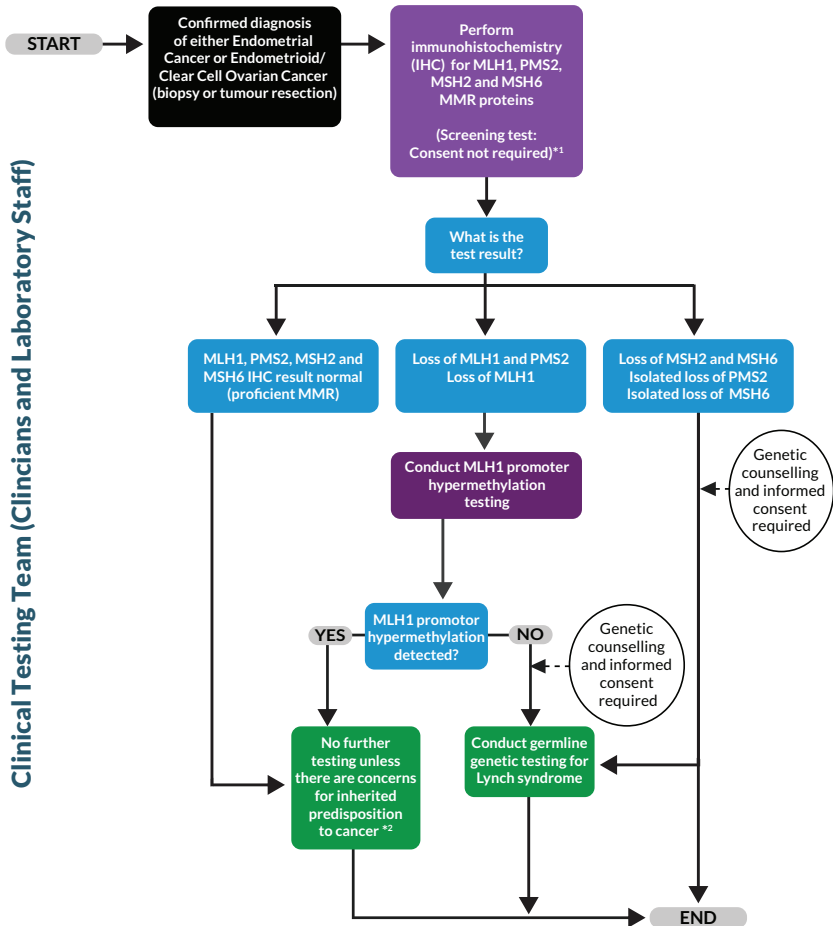 START
Confirmed diagnosis
of either Endometrial
Cancer or Endometrioid/
Clear Cell Ovarian Cancer
(biopsy or tumour resection)
Perform
immunohistochemistry
(IHC) for MLH1, PMS2,
MSH2 and MSH6
MMR proteins
(Screening test:
Consent not required)*1
Clinical Testing Team (Clincians and Laboratory Staff)
What is the
test result?
MLH1, PMS2, MSH2 and
MSH6 IHC result normal
(proficient MMR)
Loss of MLH1 and PMS2
Loss of MLH1
Loss of MSH2 and MSH6
Isolated loss of PMS2
Isolated loss of MSH6
Genetic
counselling
and informed
consent
required
Conduct MLH1 promoter
hypermethylation
testing
YES
MLH1 promotor
hypermethylation
detected?
NO
Genetic
counselling
and informed
consent
required
No further
testing unless
there are concerns
for inherited
predisposition
to cancer *2
Conduct germline
genetic testing for
Lynch syndrome
END